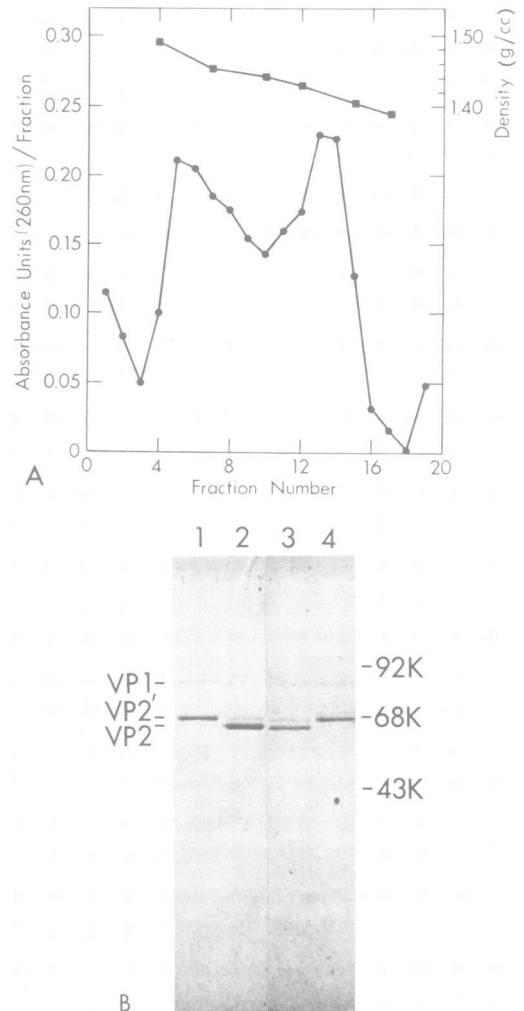 0.30
0.25
0.20
0.15
0.10
0.05
0
Absorbance Units (260nm) / Fraction
1.50
1.40
Density (g/cc)
0 4 8 12 16 20
Fraction Number
A
1 2 3 4
VP1-
VP2'-
VP2-
-92K
-68K
-43K
B